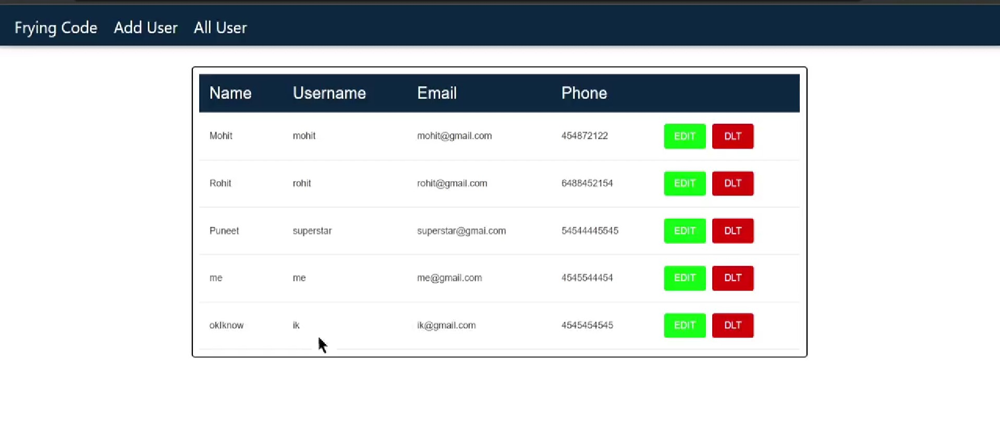 Frying Code Add User All User
Name Username Email Phone
Mohit mohit mohit@gmail.com 454872122 EDIT DLT
Rohit rohit rohit@gmail.com 6488452154 EDIT DLT
Puneet superstar superstar@gmai.com 54544445545 EDIT DLT
me me me@gmail.com 4545544454 EDIT DLT
okIknow ik ik@gmail.com 4545454545 EDIT DLT